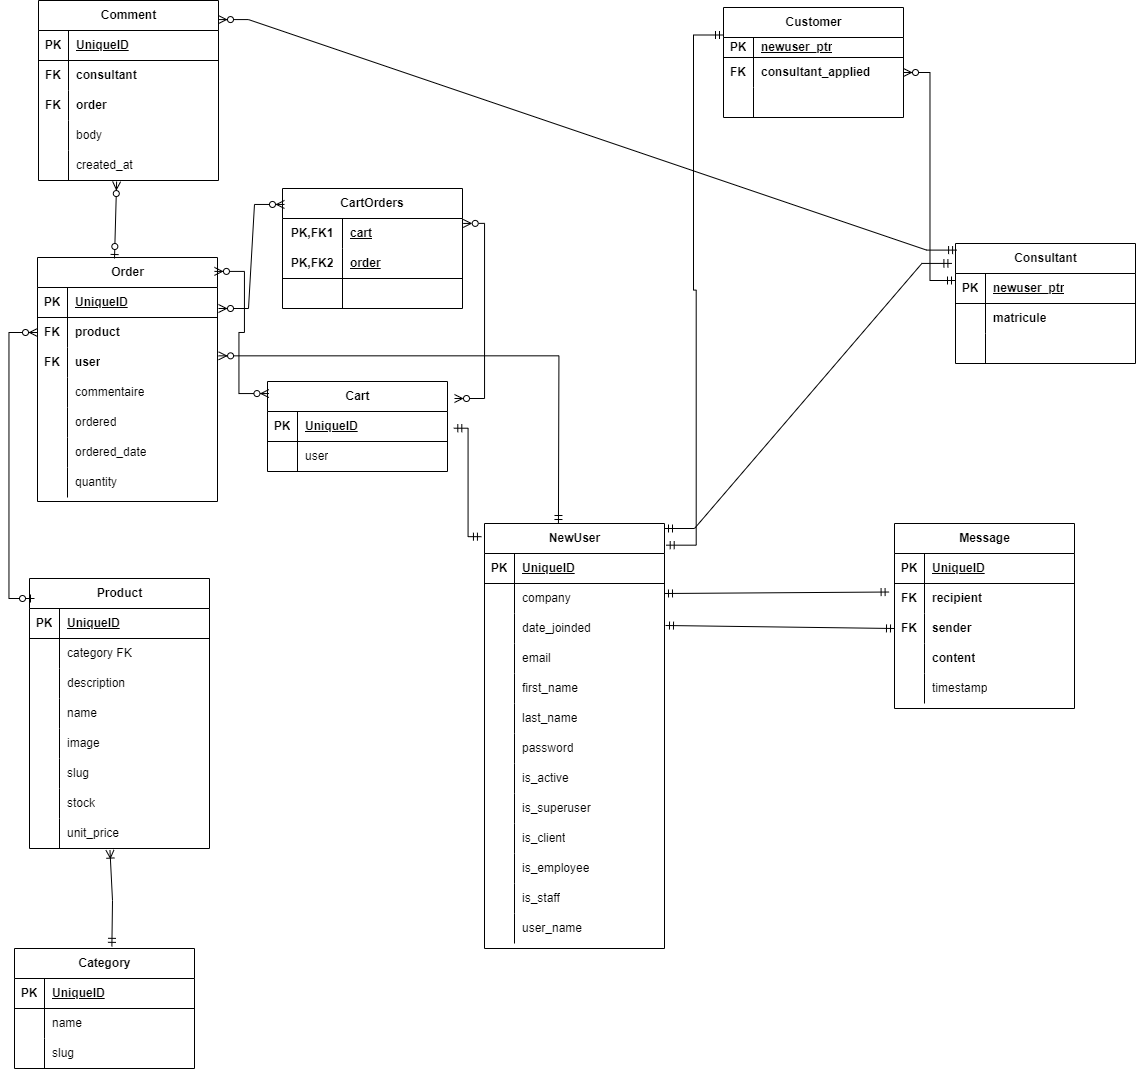 Comment
PK UniqueID
FK consultant
FK order
body
created_at
Customer
PK newuser_ptr
FK consultant_applied
CartOrders
PK,FK1 cart
PK,FK2 order
Consultant
PK newuser_ptr
matricule
Order
PK UniqueID
FK product
FK user
commentaire
ordered
ordered_date
quantity
Cart
PK UniqueID
user
NewUser
PK UniqueID
company
date_joinded
email
first_name
last_name
password
is_active
is_superuser
is_client
is_employee
is_staff
user_name
Message
PK UniqueID
FK recipient
FK sender
content
timestamp
Product
PK UniqueID
category FK
description
name
image
slug
stock
unit_price
Category
PK UniqueID
name
slug